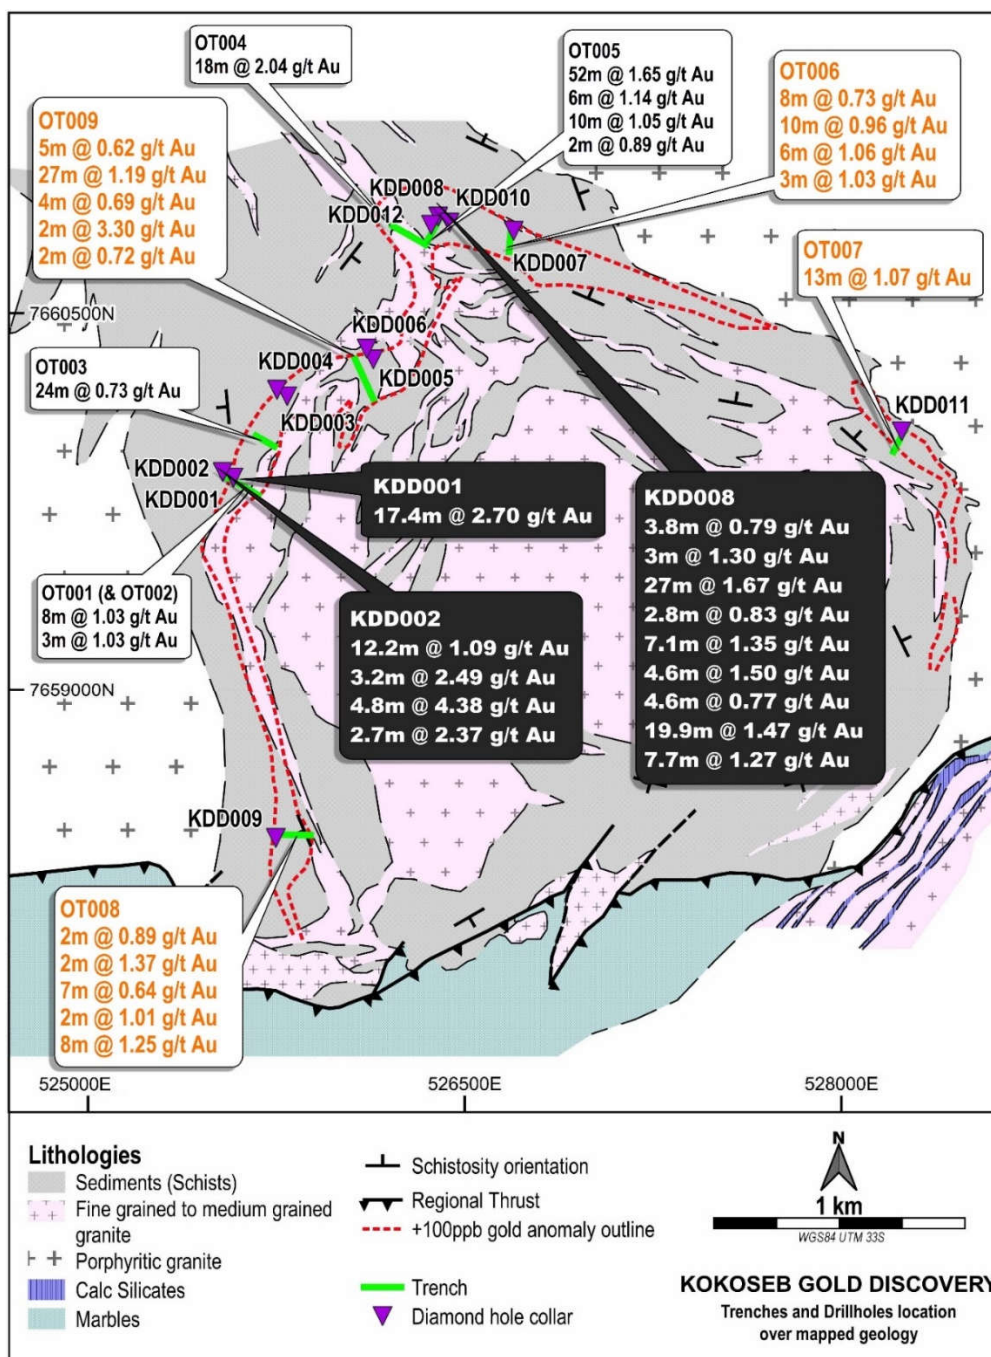 OT004
18m @ 2.04 g/t Au
OT005
52m @ 1.65 g/t Au
6m @ 1.14 g/t Au
10m @ 1.05 g/t Au
2m @ 0.89 g/t Au
OT006
8m @ 0.73 g/t Au
10m @ 0.96 g/t Au
6m @ 1.06 g/t Au
3m @ 1.03 g/t Au
OT009
5m @ 0.62 g/t Au
27m @ 1.19 g/t Au
4m @ 0.69 g/t Au
2m @ 3.30 g/t Au
2m @ 0.72 g/t Au
KDD008
KDD010
KDD012
KDD007
OT007
13m @ 1.07 g/t Au
7660500N
KDD006
KDD004
KDD005
OT003
24m @ 0.73 g/t Au
KDD003
KDD011
KDD002
KDD001
KDD001
17.4m @ 2.70 g/t Au
KDD008
3.8m @ 0.79 g/t Au
3m @ 1.30 g/t Au
27m @ 1.67 g/t Au
2.8m @ 0.83 g/t Au
7.1m @ 1.35 g/t Au
4.6m @ 1.50 g/t Au
4.6m @ 0.77 g/t Au
19.9m @ 1.47 g/t Au
7.7m @ 1.27 g/t Au
OT001 (& OT002)
8m @ 1.03 g/t Au
3m @ 1.03 g/t Au
KDD002
12.2m @ 1.09 g/t Au
3.2m @ 2.49 g/t Au
4.8m @ 4.38 g/t Au
2.7m @ 2.37 g/t Au
7659000N
KDD009
OT008
2m @ 0.89 g/t Au
2m @ 1.37 g/t Au
7m @ 0.64 g/t Au
2m @ 1.01 g/t Au
8m @ 1.25 g/t Au
525000E
526500E
528000E
Lithologies
Sediments (Schists)
Fine grained to medium grained
granite
Porphyritic granite
Calc Silicates
Marbles
Schistosity orientation
Regional Thrust
+100ppb gold anomaly outline
Trench
Diamond hole collar
N
1 km
WGS84 UTM 33S
KOKOSEB GOLD DISCOVERY
Trenches and Drillholes location
over mapped geology